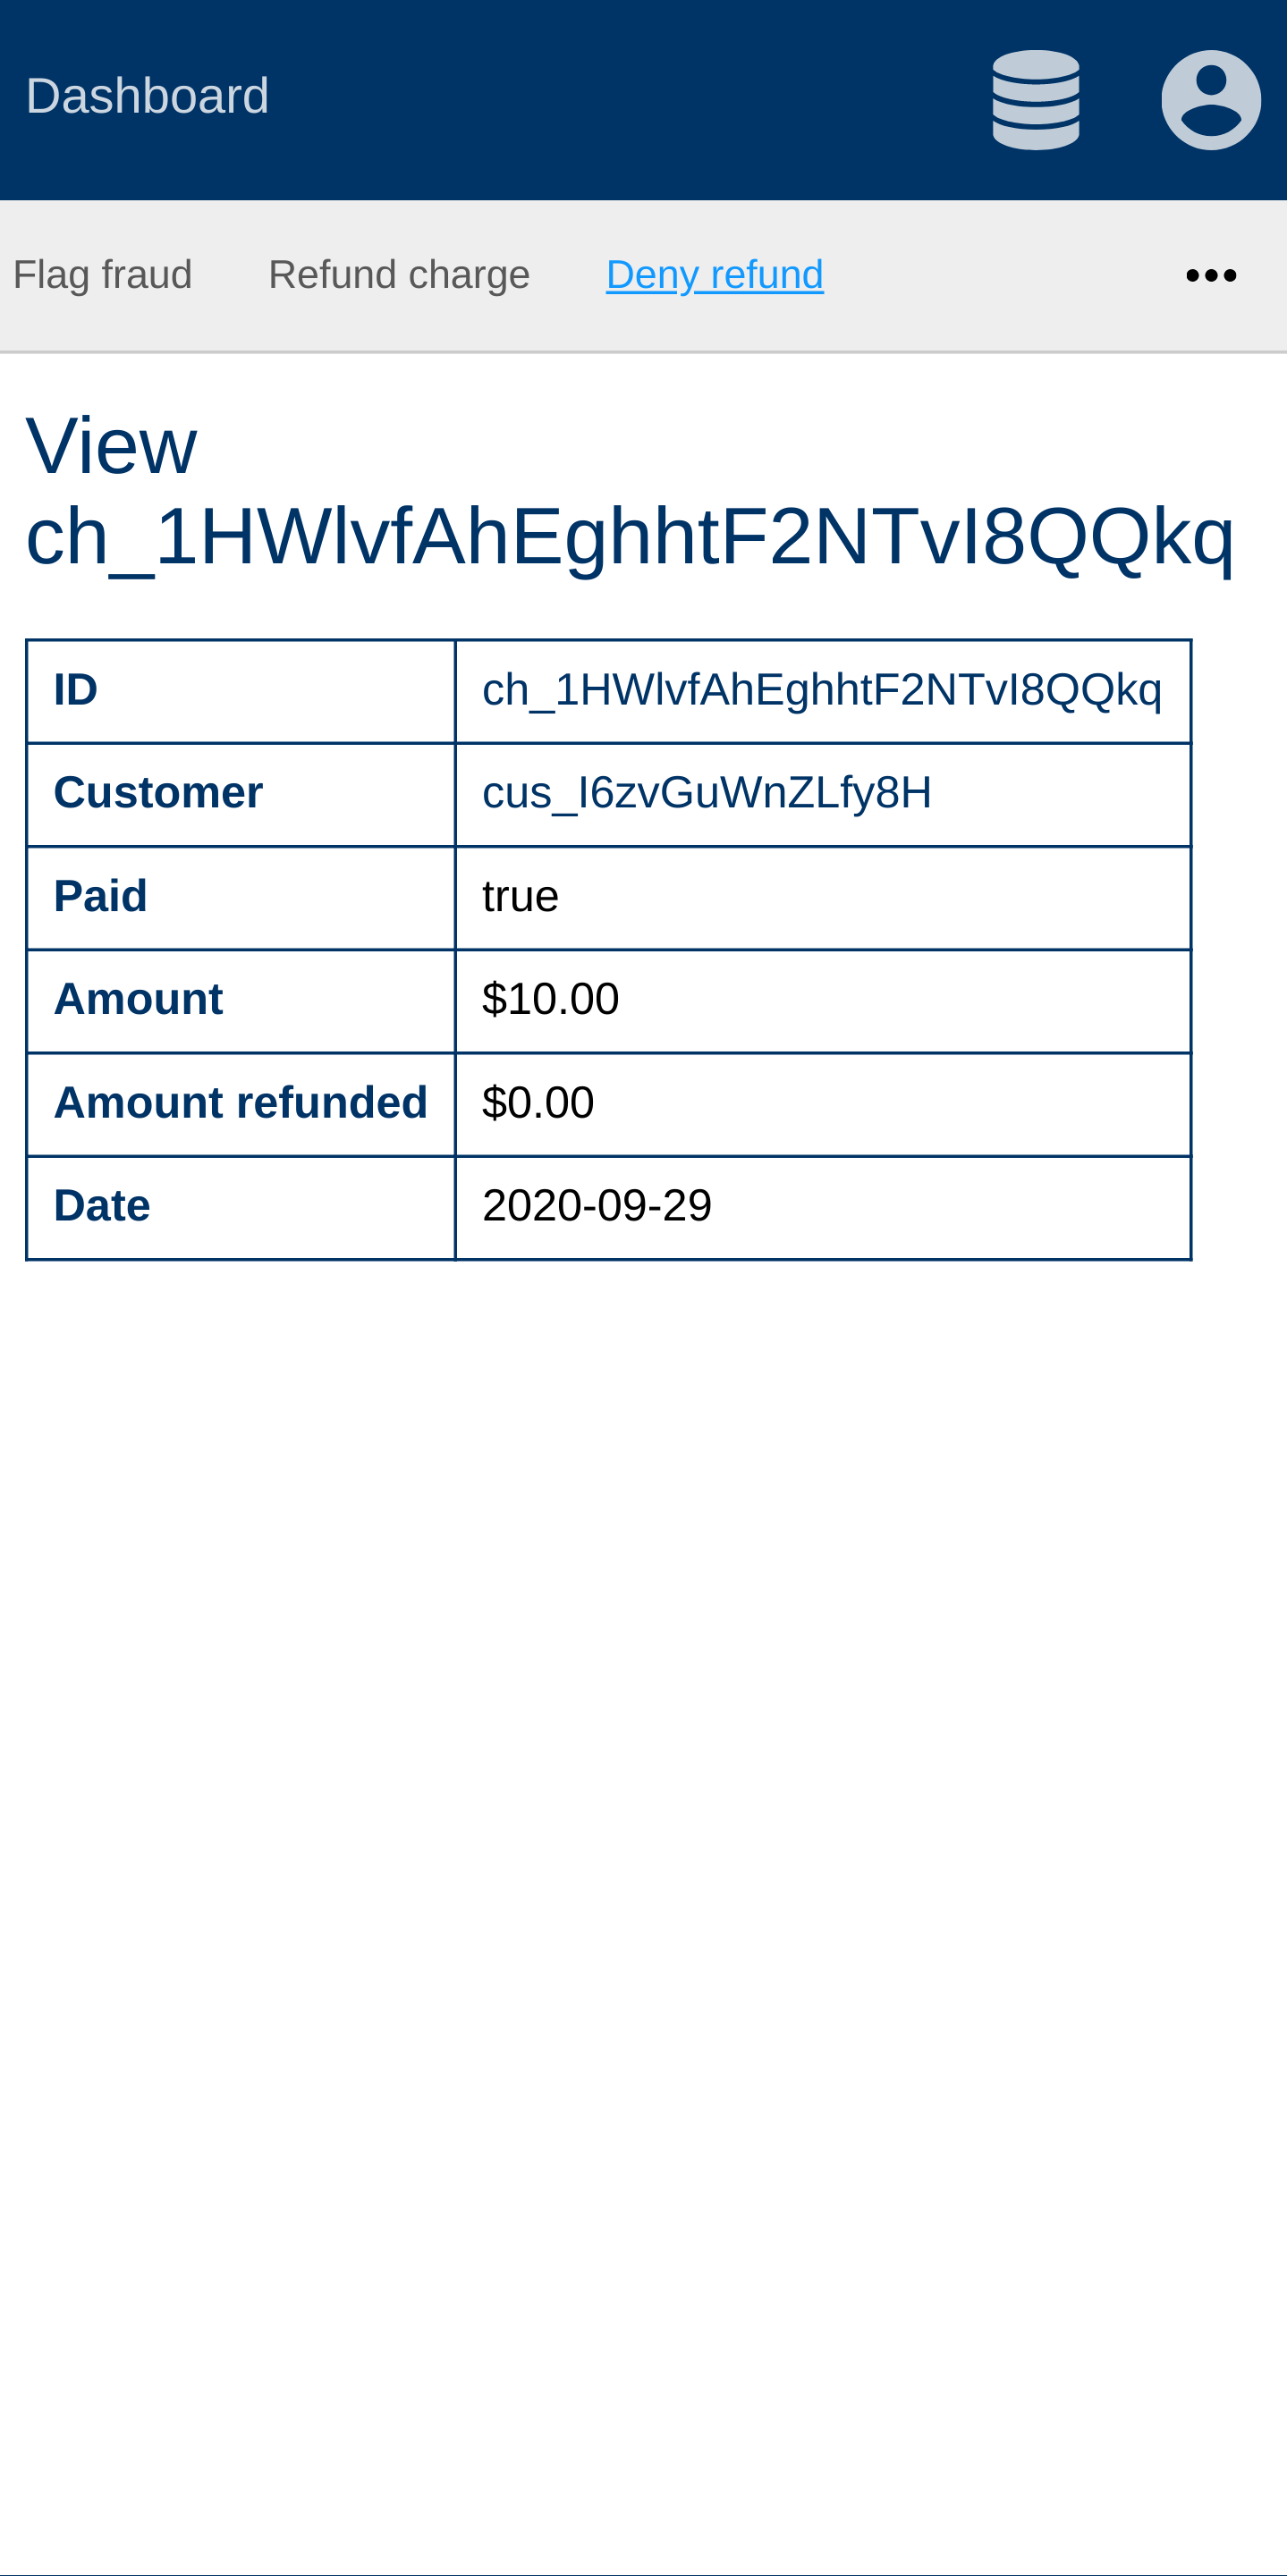 Dashboard
Flag fraud Refund charge Deny refund
View
ch_1HWlvfAhEghhtF2NTvI8QQkq
ID ch_1HWlvfAhEghhtF2NTvI8QQkq
Customer cus_I6zvGuWnZLfy8H
Paid true
Amount $10.00
Amount refunded $0.00
Date 2020-09-29